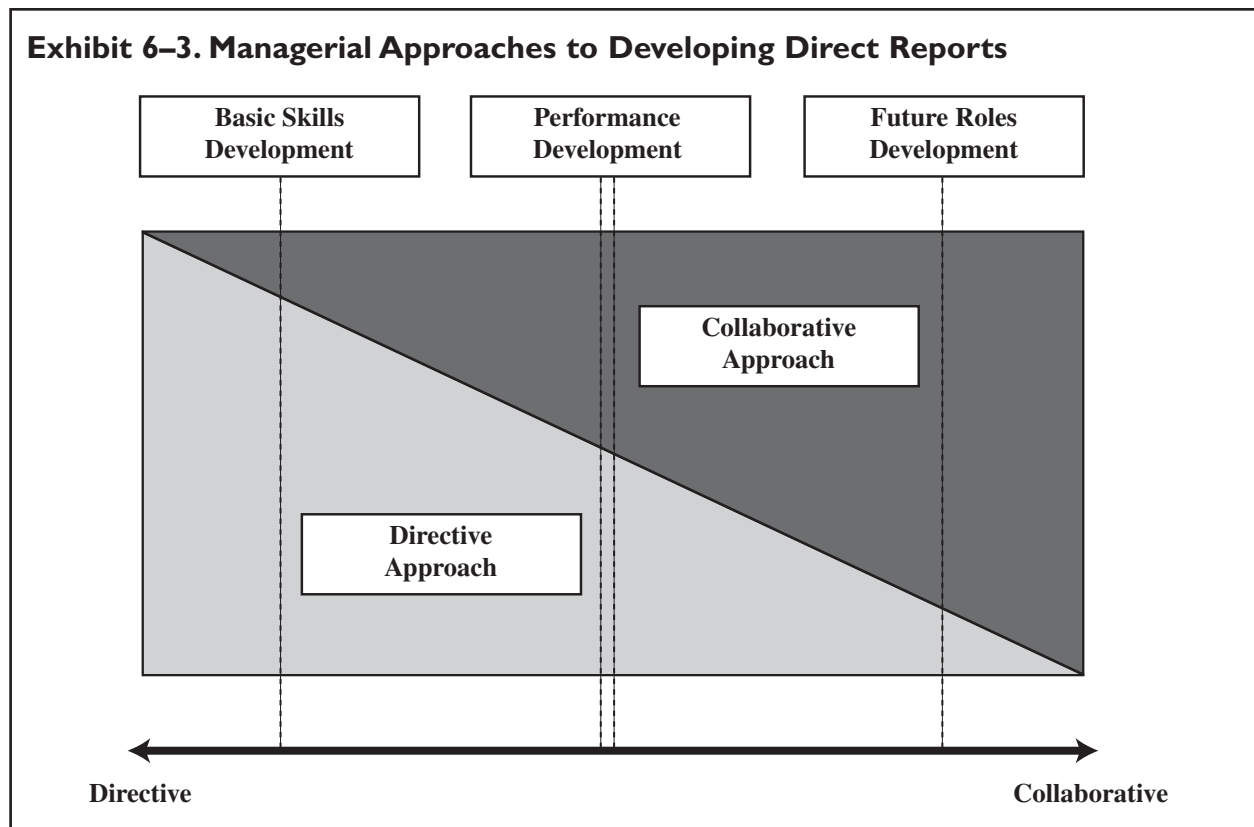 Exhibit 6–3. Managerial Approaches to Developing Direct Reports
Basic Skills
Development
Performance
Development
Future Roles
Development
Collaborative
Approach
Directive
Approach
Directive
Collaborative